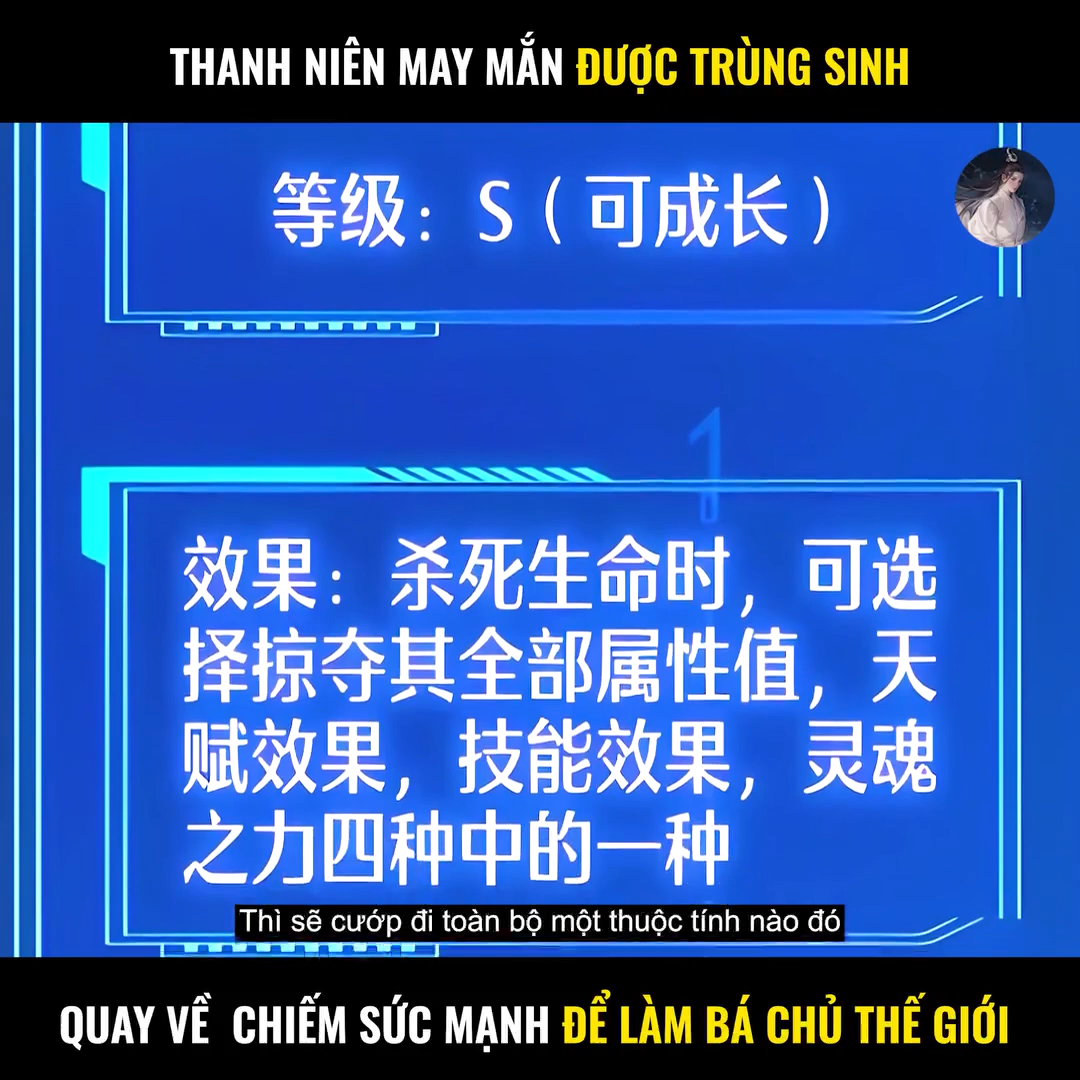 THANH NIÊN MAY MẮN ĐƯỢC TRÙNG SINH
等级：S（可成长）
1
效果：杀死生命时，可选
择掠夺其全部属性值，天
赋效果，技能效果，灵魂
之力四种中的一种
Thì sẽ cướp đi toàn bộ một thuộc tính nào đó
QUAY VỀ CHIẾM SỨC MẠNH ĐỂ LÀM BÁ CHỦ THẾ GIỚI